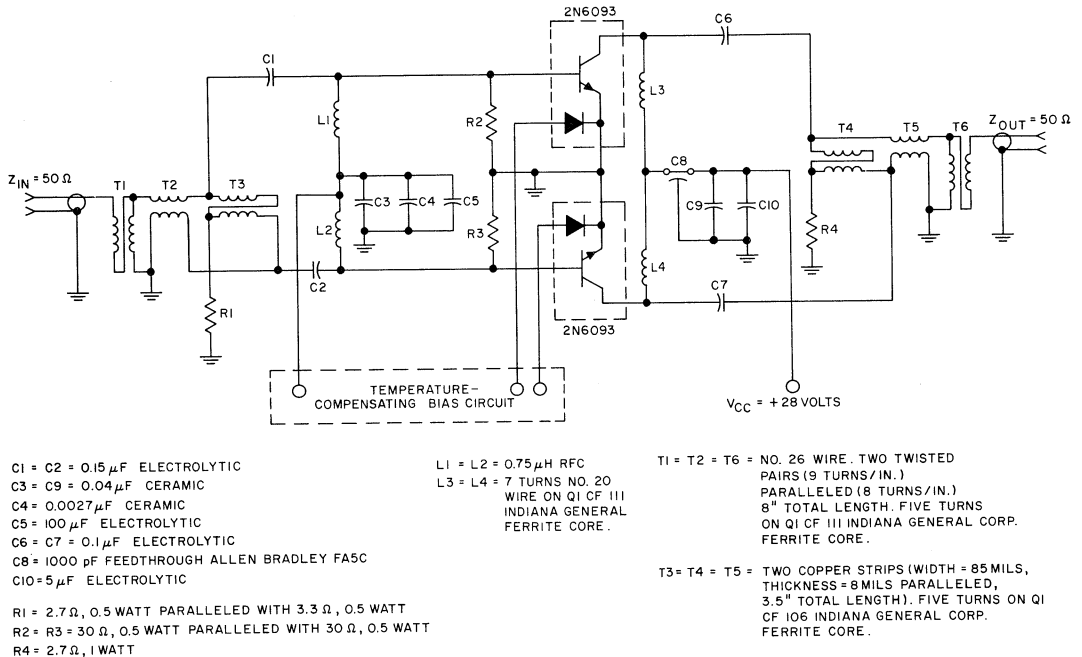 2N6093
C6
C1
L3
L1
R2
Z_IN = 50 Ω
T1
T2
T3
T4
T5
T6
Z_OUT = 50 Ω
C8
C3
C4
C5
C9
C10
L2
R3
R4
L4
C2
C7
R1
2N6093
TEMPERATURE-
COMPENSATING BIAS CIRCUIT
V_CC = +28 VOLTS
C1 = C2 = 0.15 μF ELECTROLYTIC
C3 = C9 = 0.04 μF CERAMIC
C4 = 0.0027 μF CERAMIC
C5 = 100 μF ELECTROLYTIC
C6 = C7 = 0.1 μF ELECTROLYTIC
C8 = 1000 pF FEEDTHROUGH ALLEN BRADLEY FA5C
C10 = 5 μF ELECTROLYTIC
R1 = 2.7 Ω, 0.5 WATT PARALLELED WITH 3.3 Ω, 0.5 WATT
R2 = R3 = 30 Ω, 0.5 WATT PARALLELED WITH 30 Ω, 0.5 WATT
R4 = 2.7 Ω, 1 WATT
L1 = L2 = 0.75 μH RFC
L3 = L4 = 7 TURNS NO. 20
WIRE ON Q1 CF 111
INDIANA GENERAL
FERRITE CORE.
T1 = T2 = T6 = NO. 26 WIRE. TWO TWISTED
PAIRS (9 TURNS/IN.)
PARALLELED (8 TURNS/IN.)
8" TOTAL LENGTH. FIVE TURNS
ON Q1 CF 111 INDIANA GENERAL CORP.
FERRITE CORE.
T3 = T4 = T5 = TWO COPPER STRIPS (WIDTH = 85 MILS,
THICKNESS = 8 MILS PARALLELED,
3.5" TOTAL LENGTH). FIVE TURNS ON Q1
CF 106 INDIANA GENERAL CORP.
FERRITE CORE.